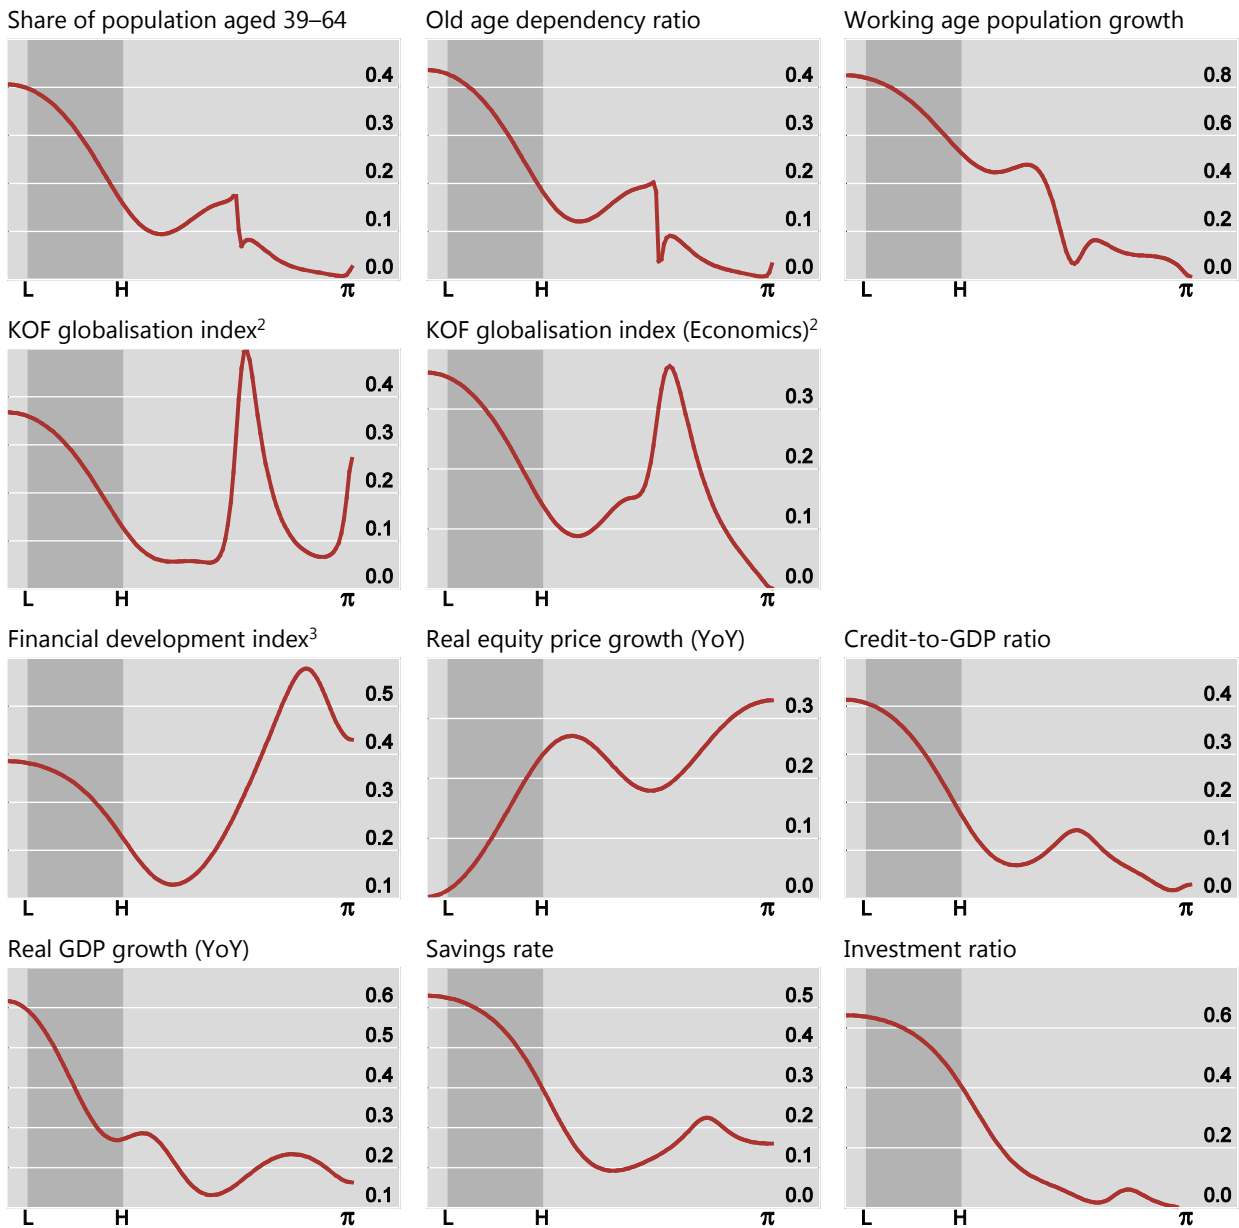 Share of population aged 39–64
Old age dependency ratio
Working age population growth
0.4
0.3
0.2
0.1
0.0
L H π
0.4
0.3
0.2
0.1
0.0
L H π
0.8
0.6
0.4
0.2
0.0
L H π
KOF globalisation index²
KOF globalisation index (Economics)²
0.4
0.3
0.2
0.1
0.0
L H π
0.3
0.2
0.1
0.0
L H π
Financial development index³
Real equity price growth (YoY)
Credit-to-GDP ratio
0.5
0.4
0.3
0.2
0.1
L H π
0.3
0.2
0.1
0.0
L H π
0.4
0.3
0.2
0.1
0.0
L H π
Real GDP growth (YoY)
Savings rate
Investment ratio
0.6
0.5
0.4
0.3
0.2
0.1
L H π
0.5
0.4
0.3
0.2
0.1
0.0
L H π
0.6
0.4
0.2
0.0
L H π